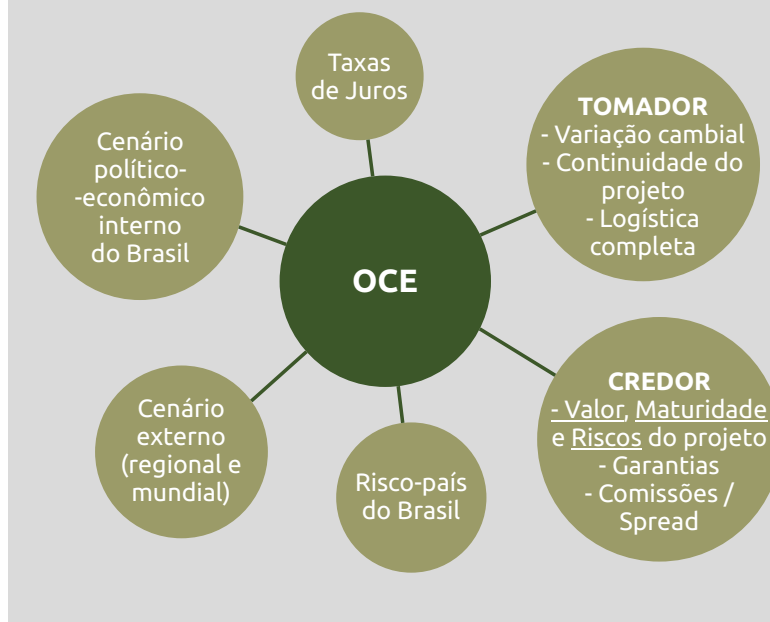 Taxas
de Juros
TOMADOR
- Variação cambial
- Continuidade do
projeto
- Logística
completa
Cenário
político-
-econômico
interno
do Brasil
OCE
CREDOR
- Valor, Maturidade
e Riscos do projeto
- Garantias
- Comissões /
Spread
Cenário
externo
(regional e
mundial)
Risco-país
do Brasil